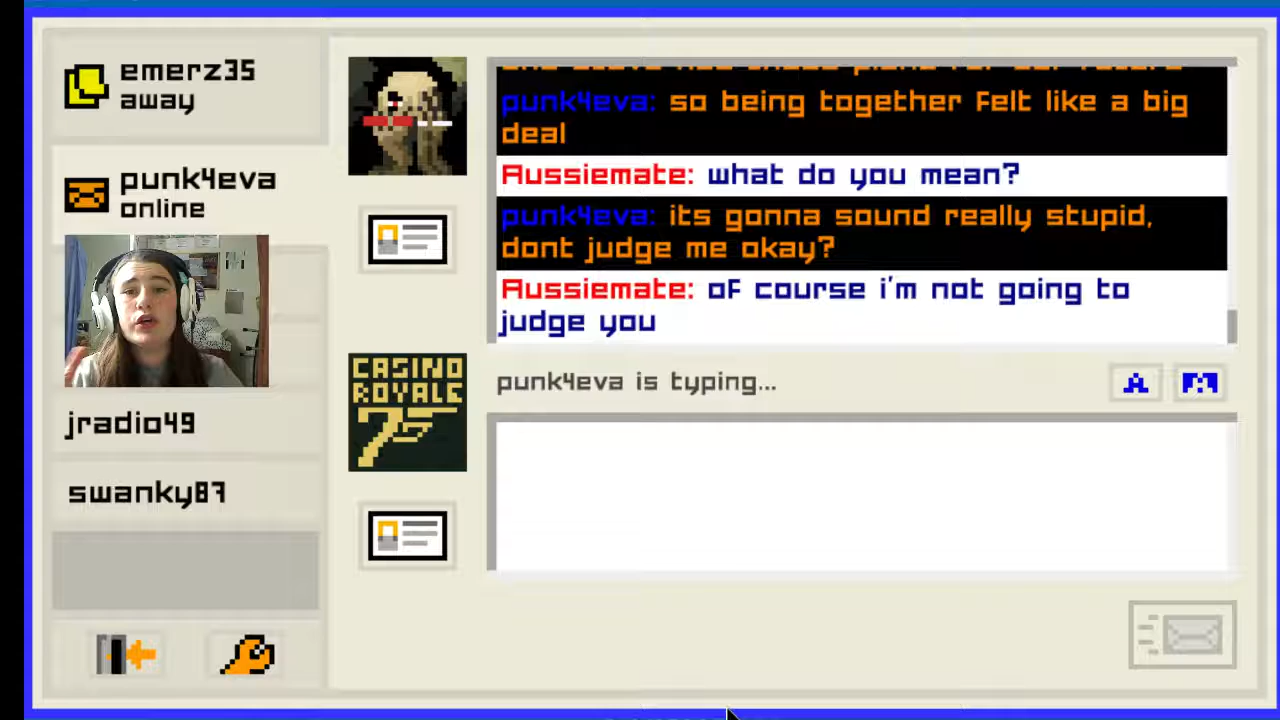 emerz35
away
punk4eva
online
jradio49
swanky87
punk4eva: so being together felt like a big
deal
Aussiemate: what do you mean?
punk4eva: its gonna sound really stupid,
dont judge me okay?
Aussiemate: of course i'm not going to
judge you
CASINO
ROYALE
7
punk4eva is typing...
A